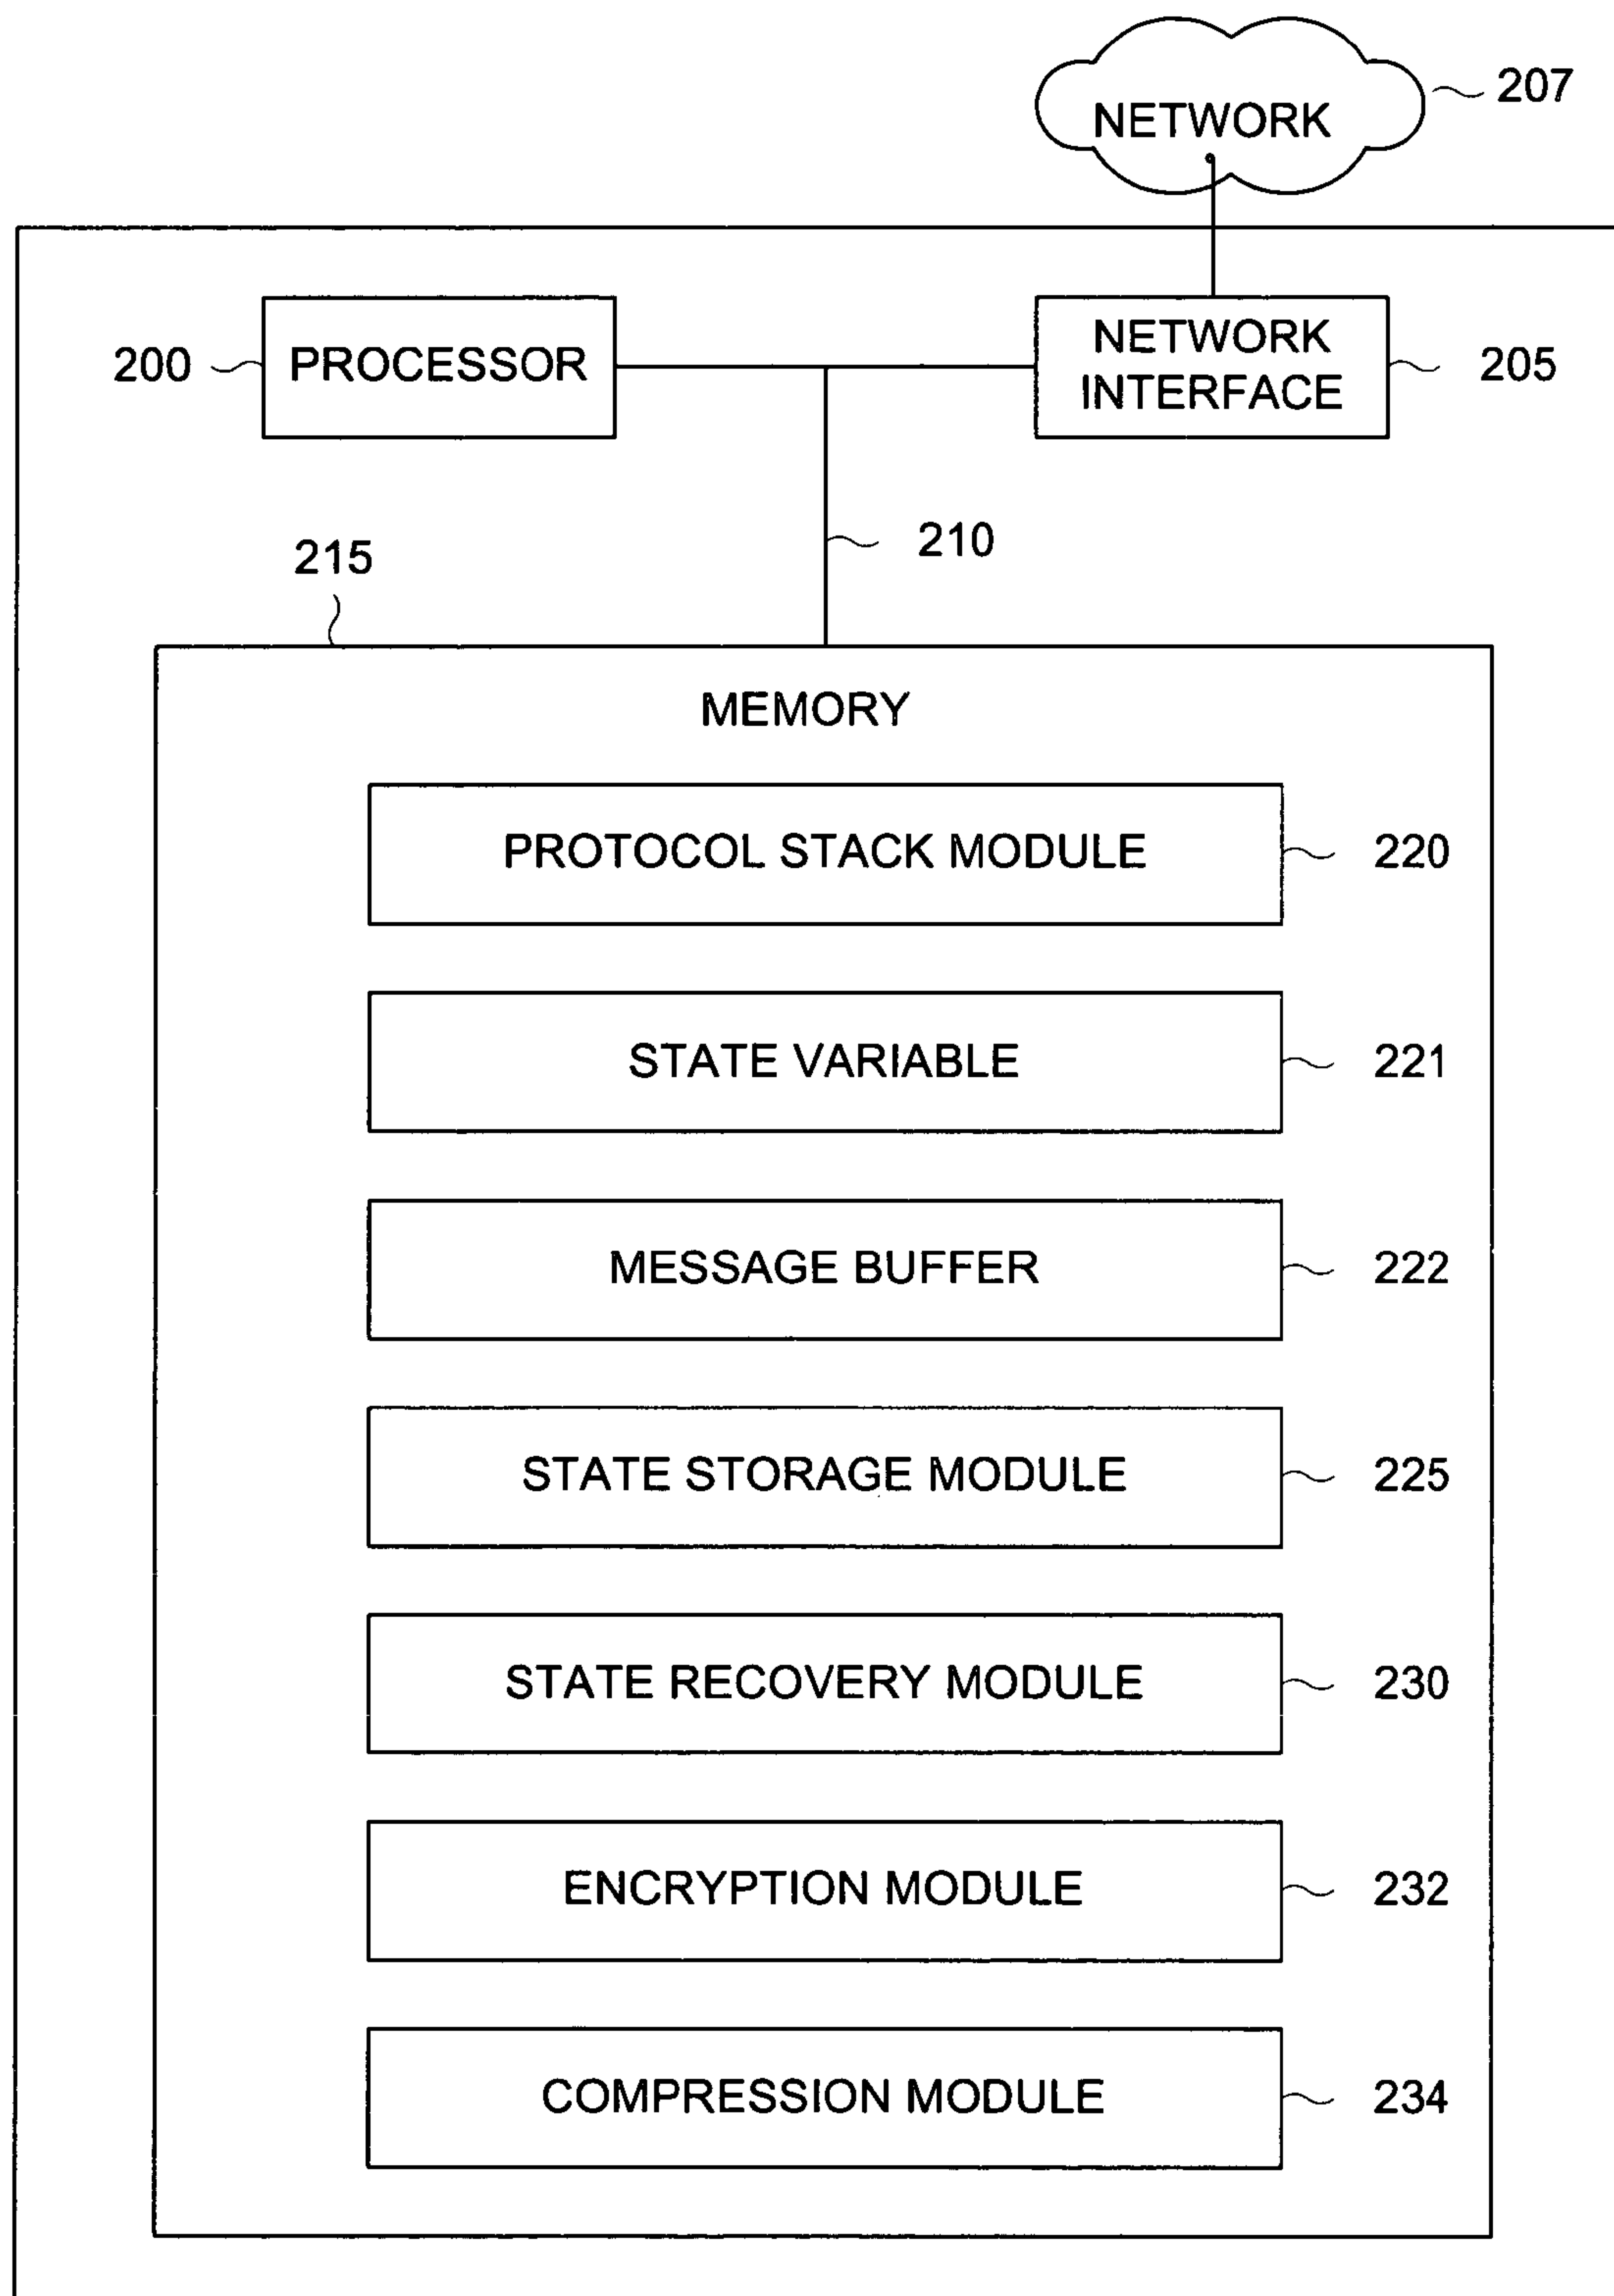 NETWORK
207
200
PROCESSOR
NETWORK
INTERFACE
205
210
215
MEMORY
PROTOCOL STACK MODULE
220
STATE VARIABLE
221
MESSAGE BUFFER
222
STATE STORAGE MODULE
225
STATE RECOVERY MODULE
230
ENCRYPTION MODULE
232
COMPRESSION MODULE
234